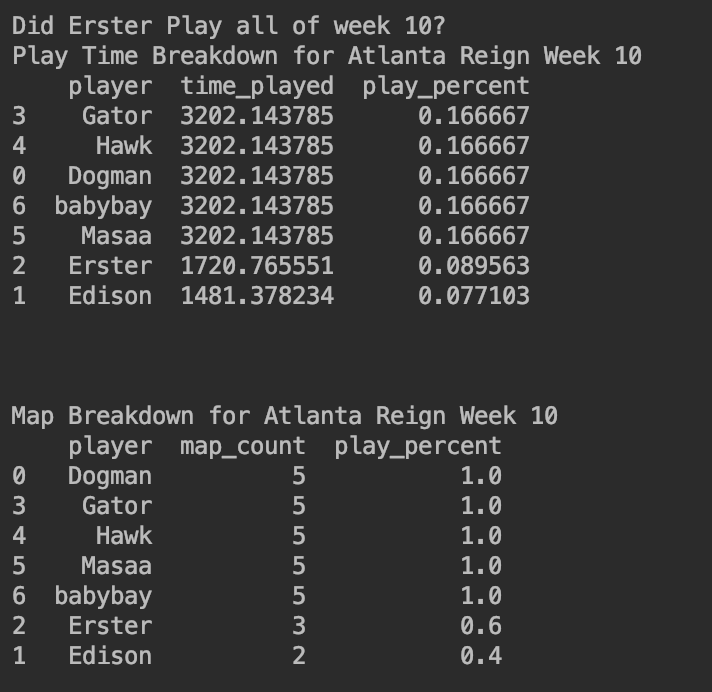 Did Erster Play all of week 10?
Play Time Breakdown for Atlanta Reign Week 10
    player  time_played  play_percent
3    Gator  3202.143785      0.166667
4     Hawk  3202.143785      0.166667
0   Dogman  3202.143785      0.166667
6  babybay  3202.143785      0.166667
5    Masaa  3202.143785      0.166667
2   Erster  1720.765551      0.089563
1   Edison  1481.378234      0.077103
Map Breakdown for Atlanta Reign Week 10
    player  map_count  play_percent
0   Dogman          5           1.0
3    Gator          5           1.0
4     Hawk          5           1.0
5    Masaa          5           1.0
6  babybay          5           1.0
2   Erster          3           0.6
1   Edison          2           0.4